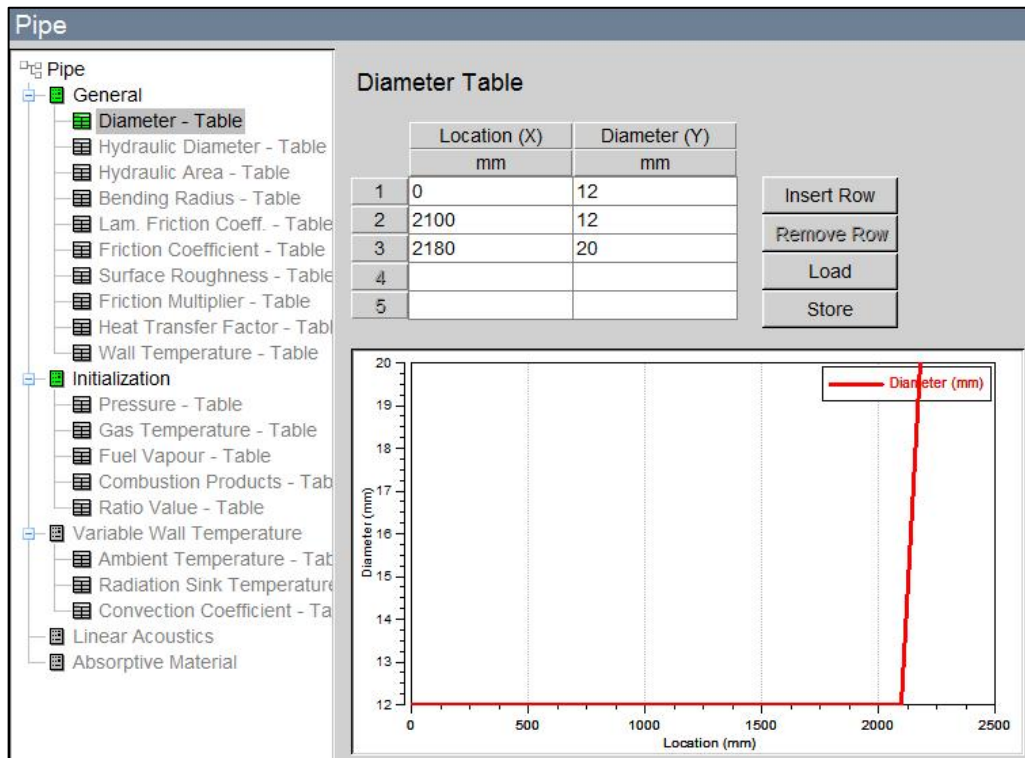 Pipe
Pipe
General
Diameter - Table
Hydraulic Diameter - Table
Hydraulic Area - Table
Bending Radius - Table
Lam. Friction Coeff. - Table
Friction Coefficient - Table
Surface Roughness - Table
Friction Multiplier - Table
Heat Transfer Factor - Tabl
Wall Temperature - Table
Initialization
Pressure - Table
Gas Temperature - Table
Fuel Vapour - Table
Combustion Products - Tab
Ratio Value - Table
Variable Wall Temperature
Ambient Temperature - Tab
Radiation Sink Temperature
Convection Coefficient - Ta
Linear Acoustics
Absorptive Material
Diameter Table
Location (X) Diameter (Y)
mm mm
1 0 12
2 2100 12
3 2180 20
4
5
Insert Row
Remove Row
Load
Store
Diameter (mm)
20
19
18
17
16
15
14
13
12
Diameter (mm)
0 500 1000 1500 2000 2500
Location (mm)